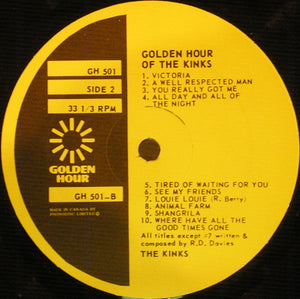 GOLDEN HOUR
OF THE KINKS
GH 501
SIDE 2
33 1/3 RPM
1. VICTORIA
2. A WELL RESPECTED MAN
3. YOU REALLY GOT ME
4. ALL DAY AND ALL OF
THE NIGHT
GOLDEN
HOUR
GH 501-B
MADE IN CANADA BY
PHONODISC LIMITED
5. TIRED OF WAITING FOR YOU
6. SEE MY FRIENDS
7. LOUIE LOUIE (R. Berry)
8. ANIMAL FARM
9. SHANGRILA
10. WHERE HAVE ALL THE
GOOD TIMES GONE
All titles except #7 written &
composed by R.D. Davies
THE KINKS